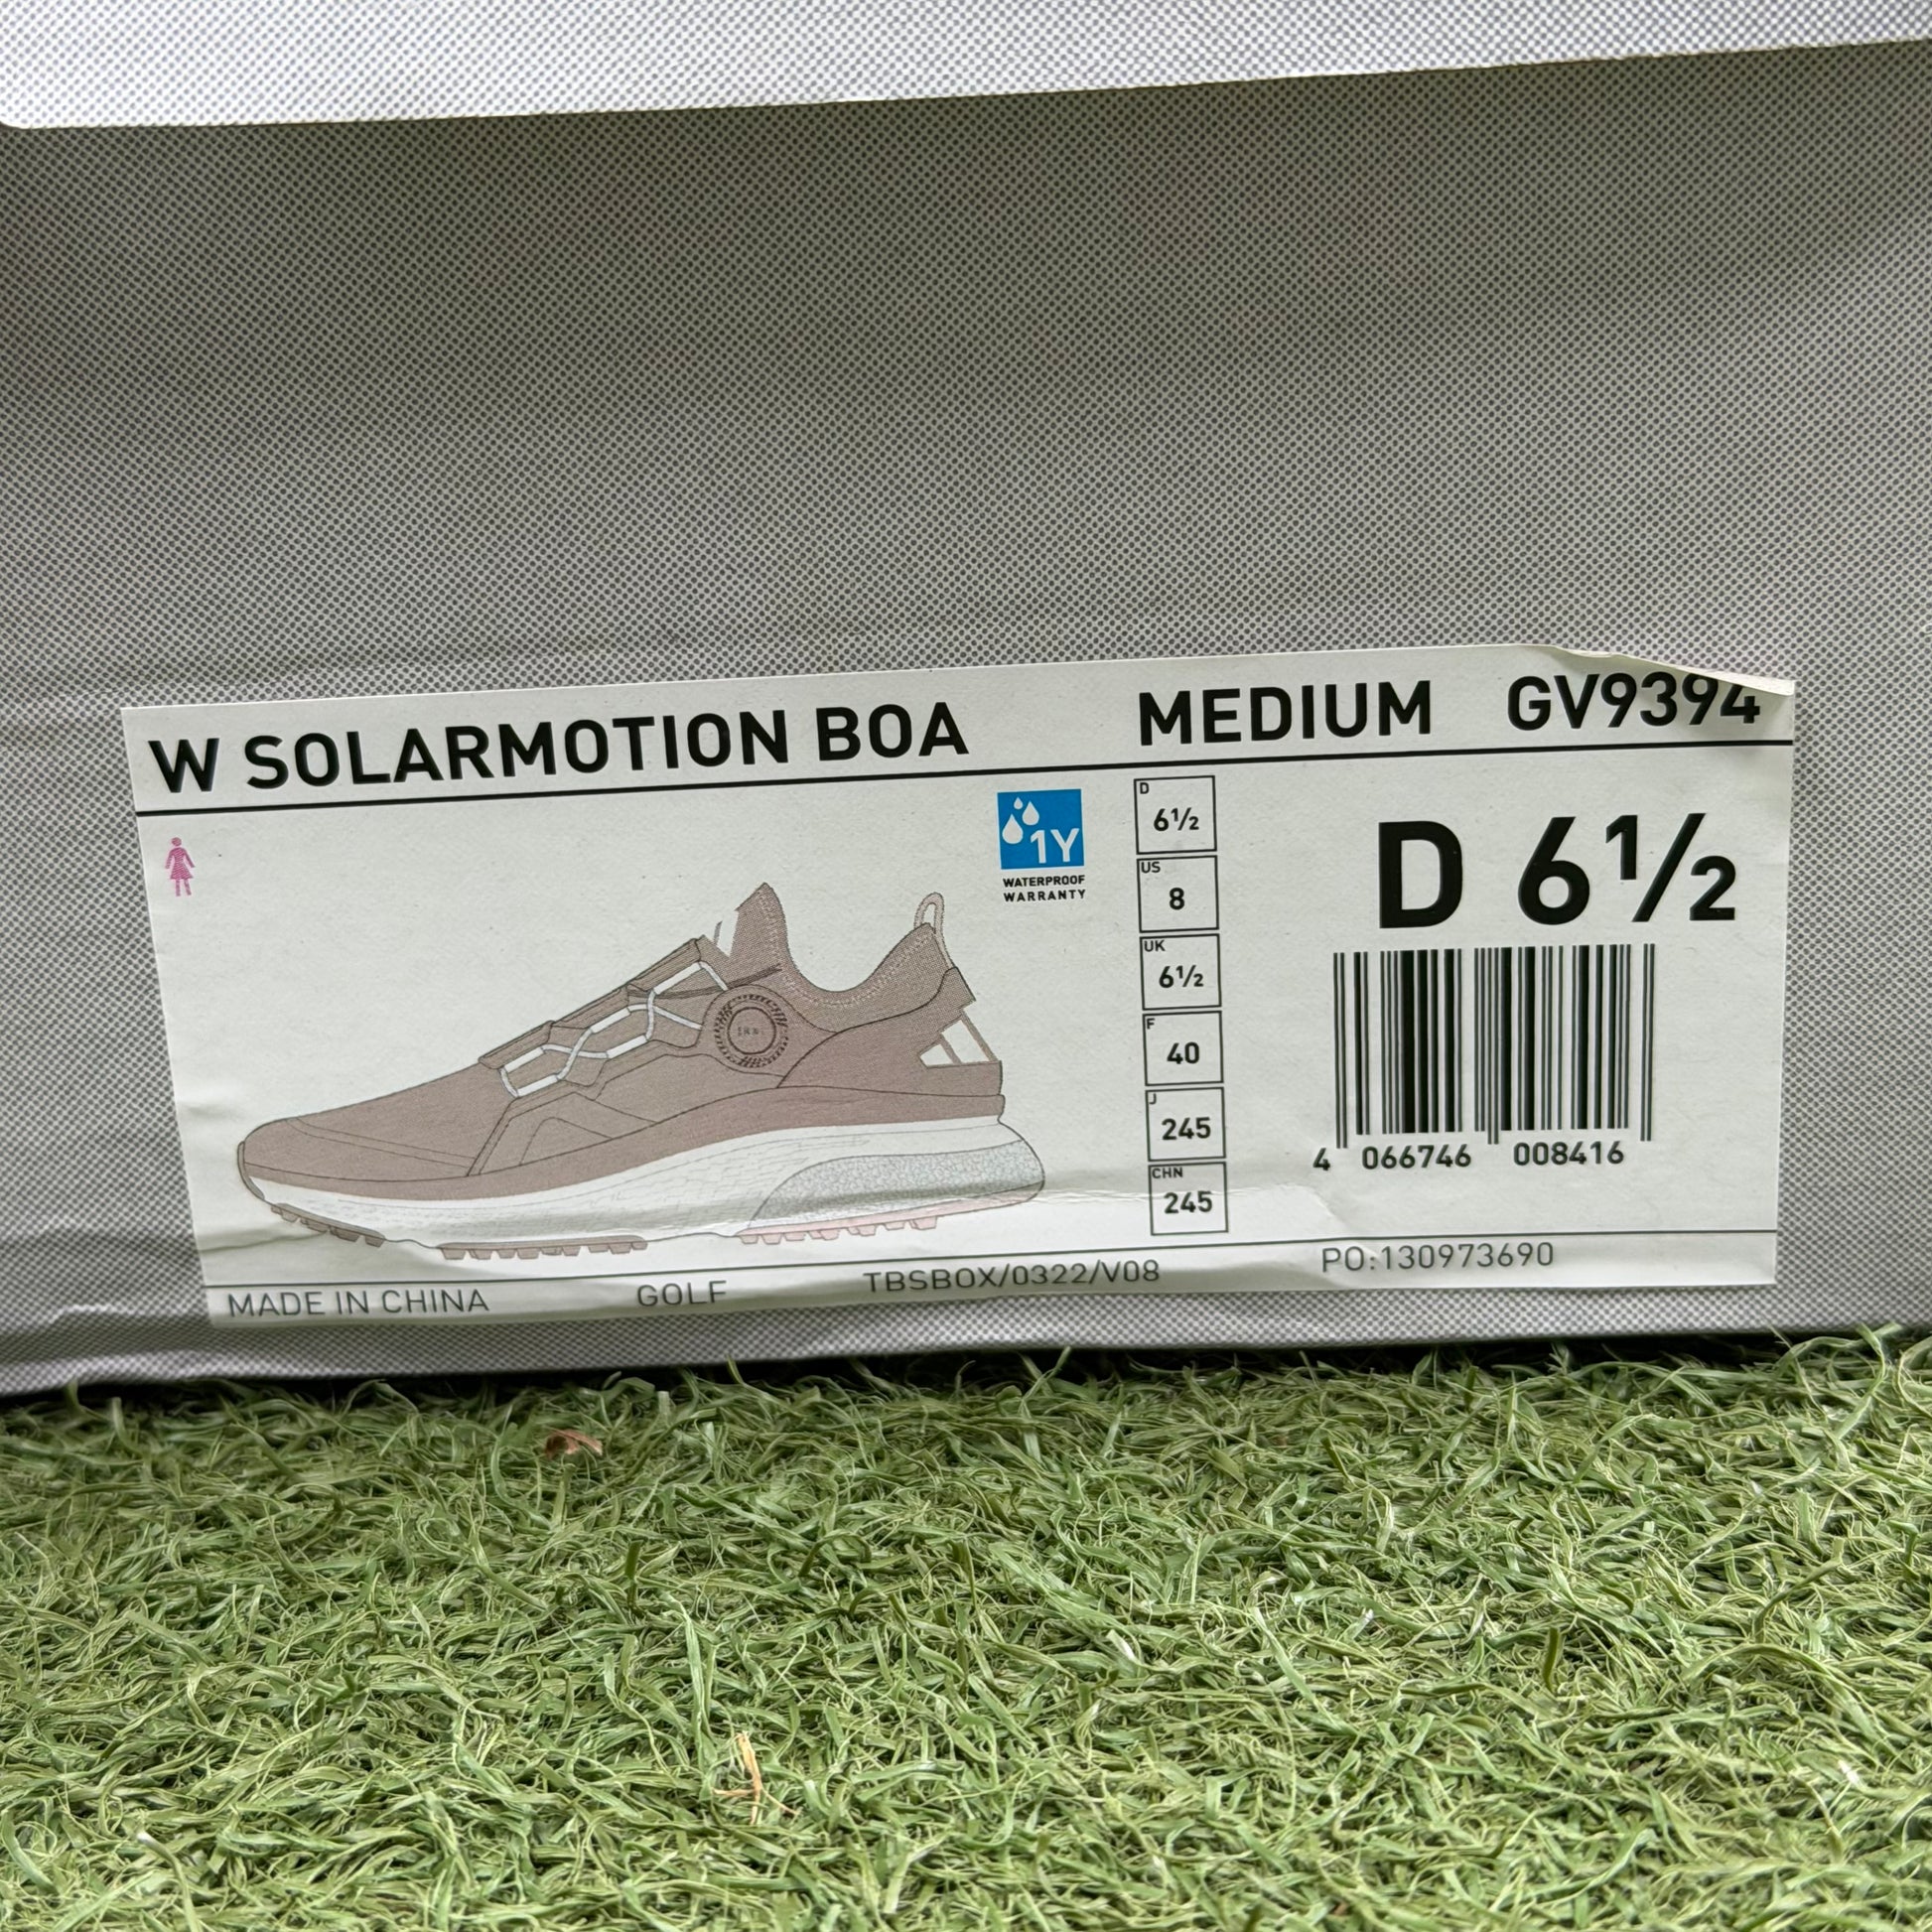 W SOLARMOTION BOA MEDIUM GV9394
1Y
WATERPROOF
WARRANTY
D
6½
US
8
UK
6½
F
40
J
245
CHN
245
D 6½
4 066746 008416
MADE IN CHINA GOLF TBSBOX/0322/V08 PO:130973690